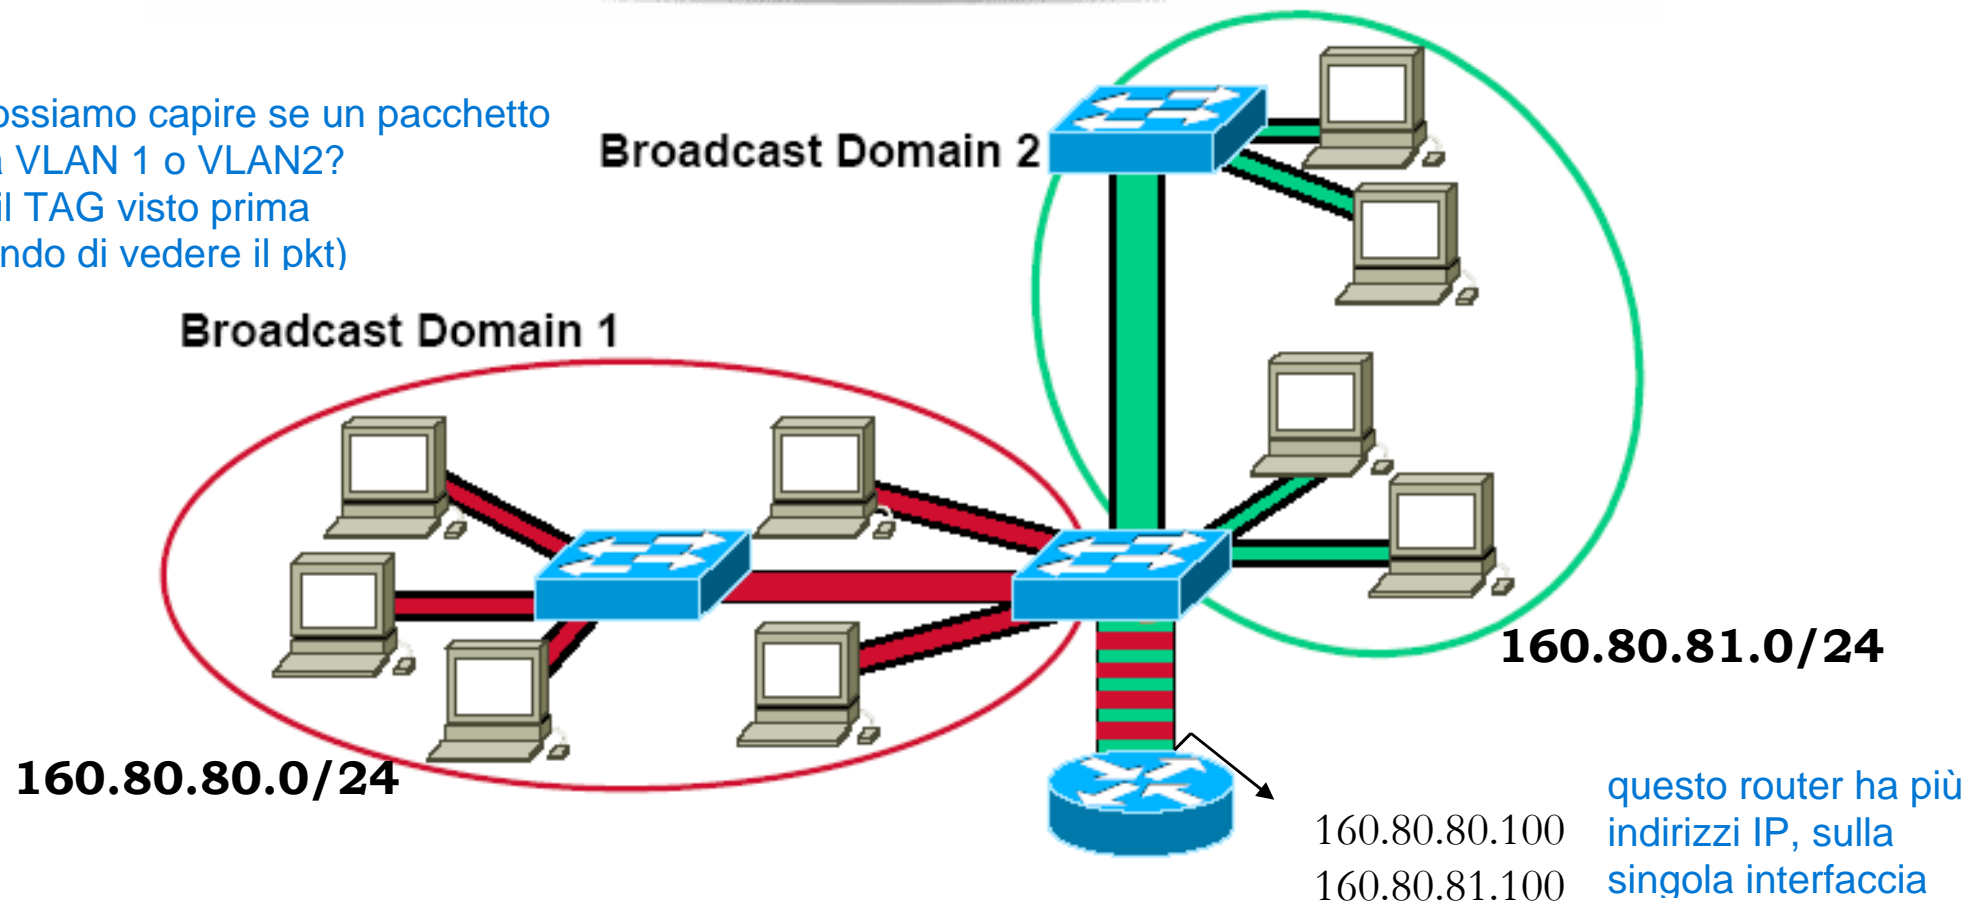 ossiamo capire se un pacchetto
a VLAN 1 o VLAN2?
il TAG visto prima
ndo di vedere il pkt)
Broadcast Domain 2
Broadcast Domain 1
160.80.81.0/24
160.80.80.0/24
160.80.80.100
160.80.81.100
questo router ha più
indirizzi IP, sulla
singola interfaccia